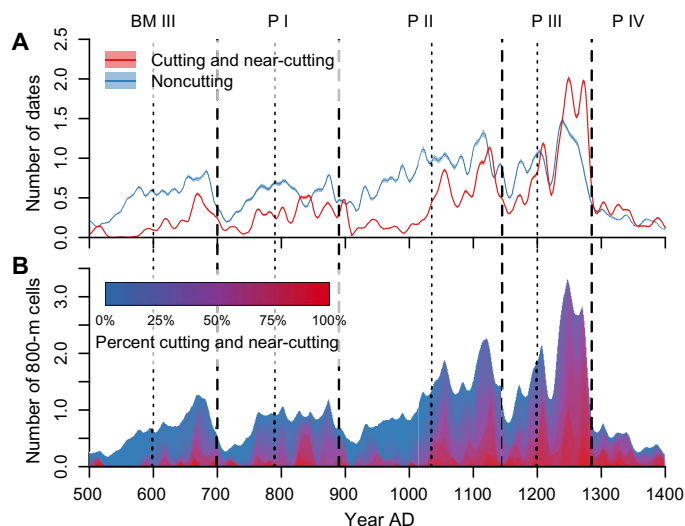 BM III P I P II P III P IV
A
Number of dates
2.5
2.0
1.5
1.0
0.5
0.0
Cutting and near-cutting
Noncutting
B
Number of 800-m cells
3.0
2.0
1.0
0.0
0% 25% 50% 75% 100%
Percent cutting and near-cutting
500 600 700 800 900 1000 1100 1200 1300 1400
Year AD